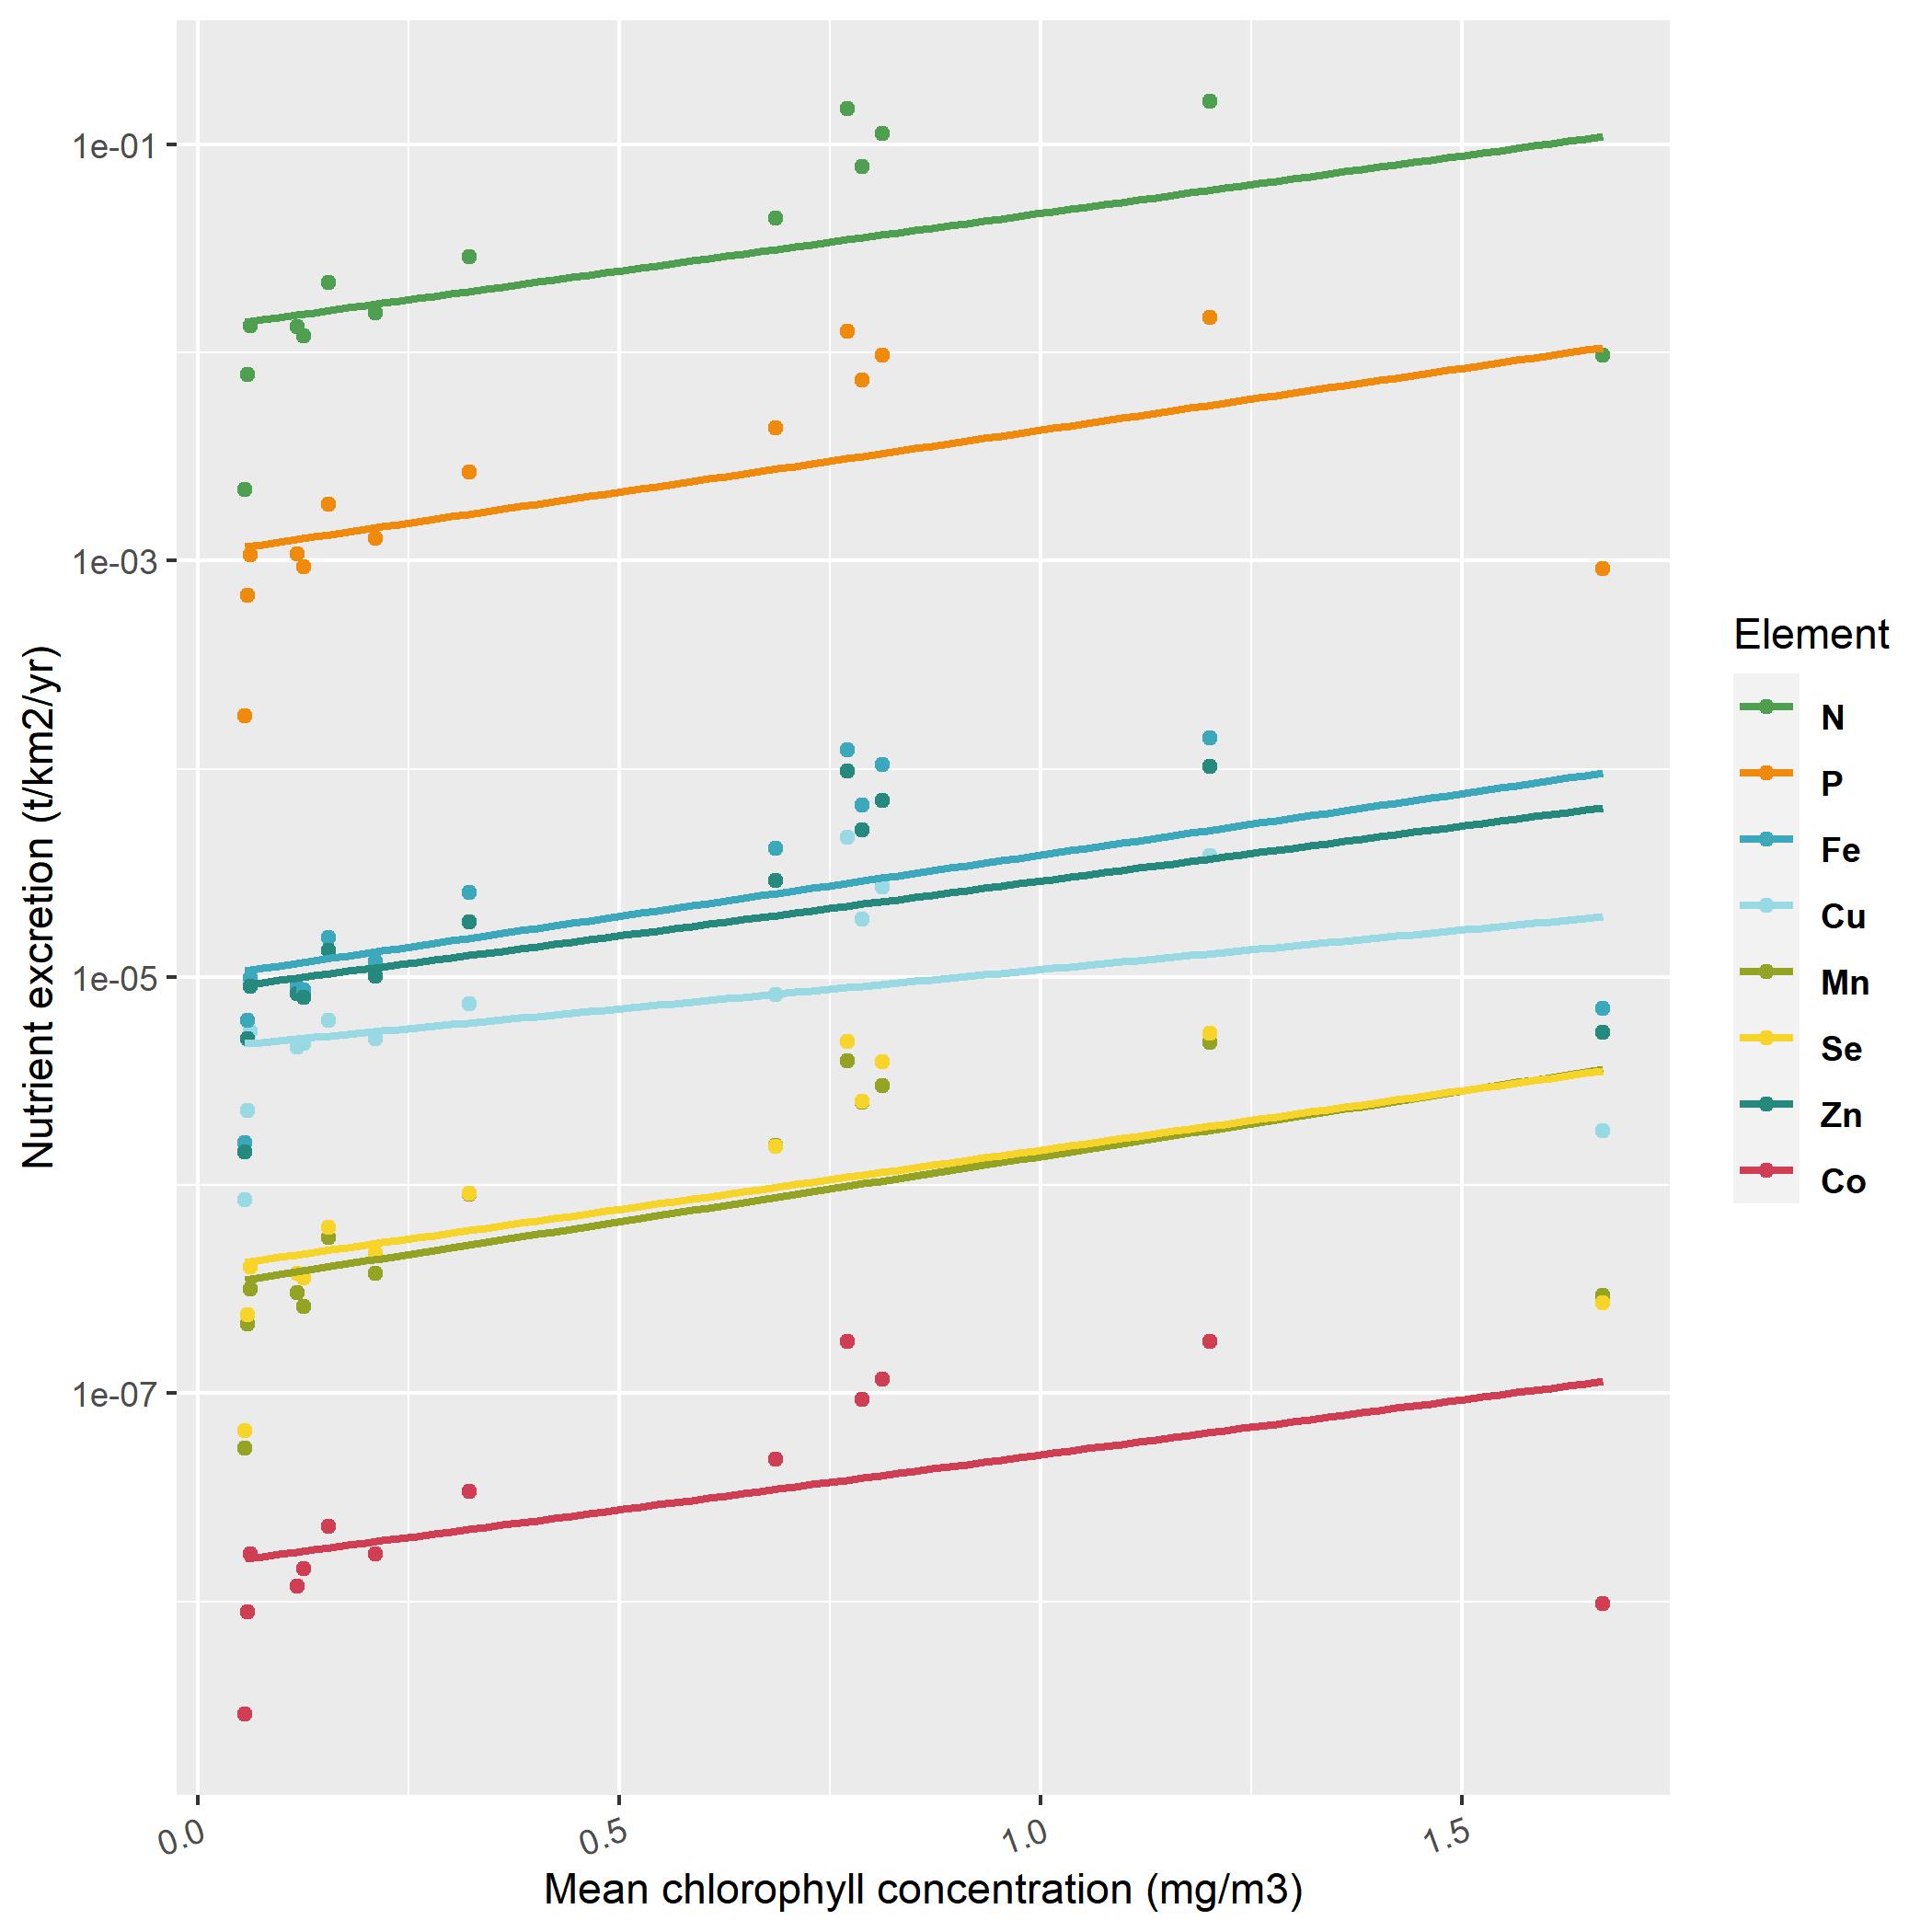 1e-01
1e-03
1e-05
1e-07
Nutrient excretion (t/km2/yr)
0.0
0.5
1.0
1.5
Mean chlorophyll concentration (mg/m3)
Element
N
P
Fe
Cu
Mn
Se
Zn
Co